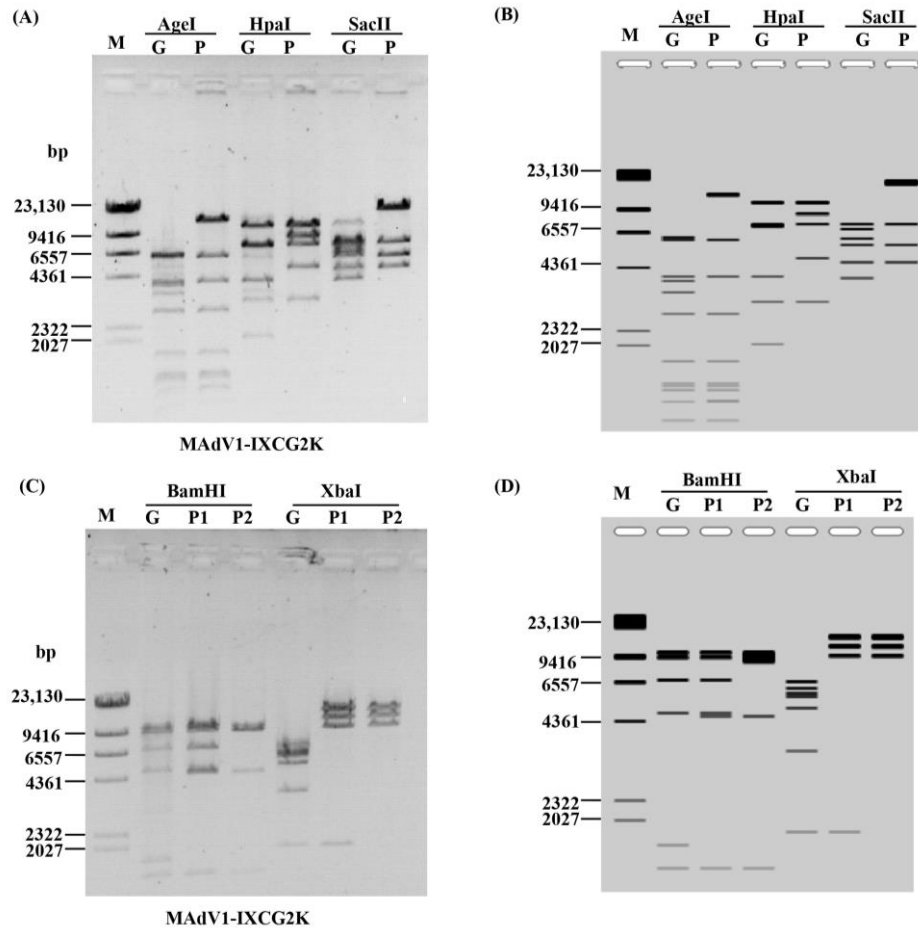 (A)
AgeI HpaI SacII
M G P G P G P
bp
23,130
9416
6557
4361
2322
2027
MAdV1-IXCG2K
(B)
AgeI HpaI SacII
M G P G P G P
23,130
9416
6557
4361
2322
2027
(C)
BamHI XbaI
M G P1 P2 G P1 P2
bp
23,130
9416
6557
4361
2322
2027
MAdV1-IXCG2K
(D)
BamHI XbaI
M G P1 P2 G P1 P2
23,130
9416
6557
4361
2322
2027